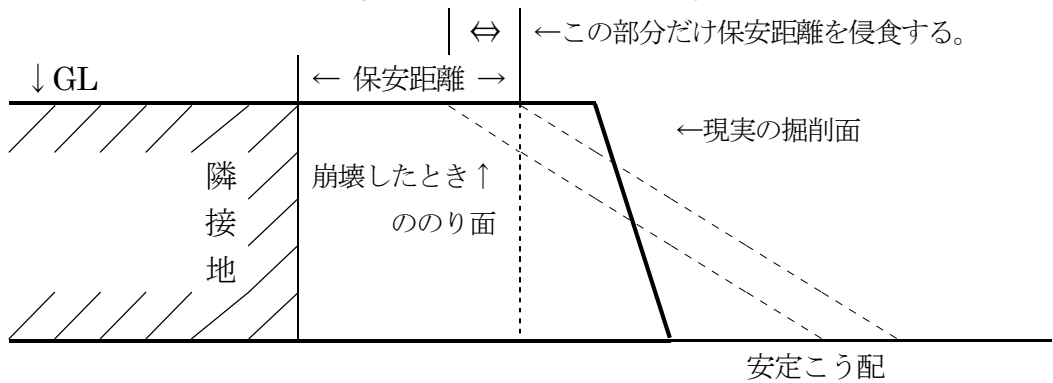 ⇔ ←この部分だけ保安距離を侵食する。
↓GL
← 保安距離 →
←現実の掘削面
隣接地
崩壊したとき↑
ののり面
安定こう配